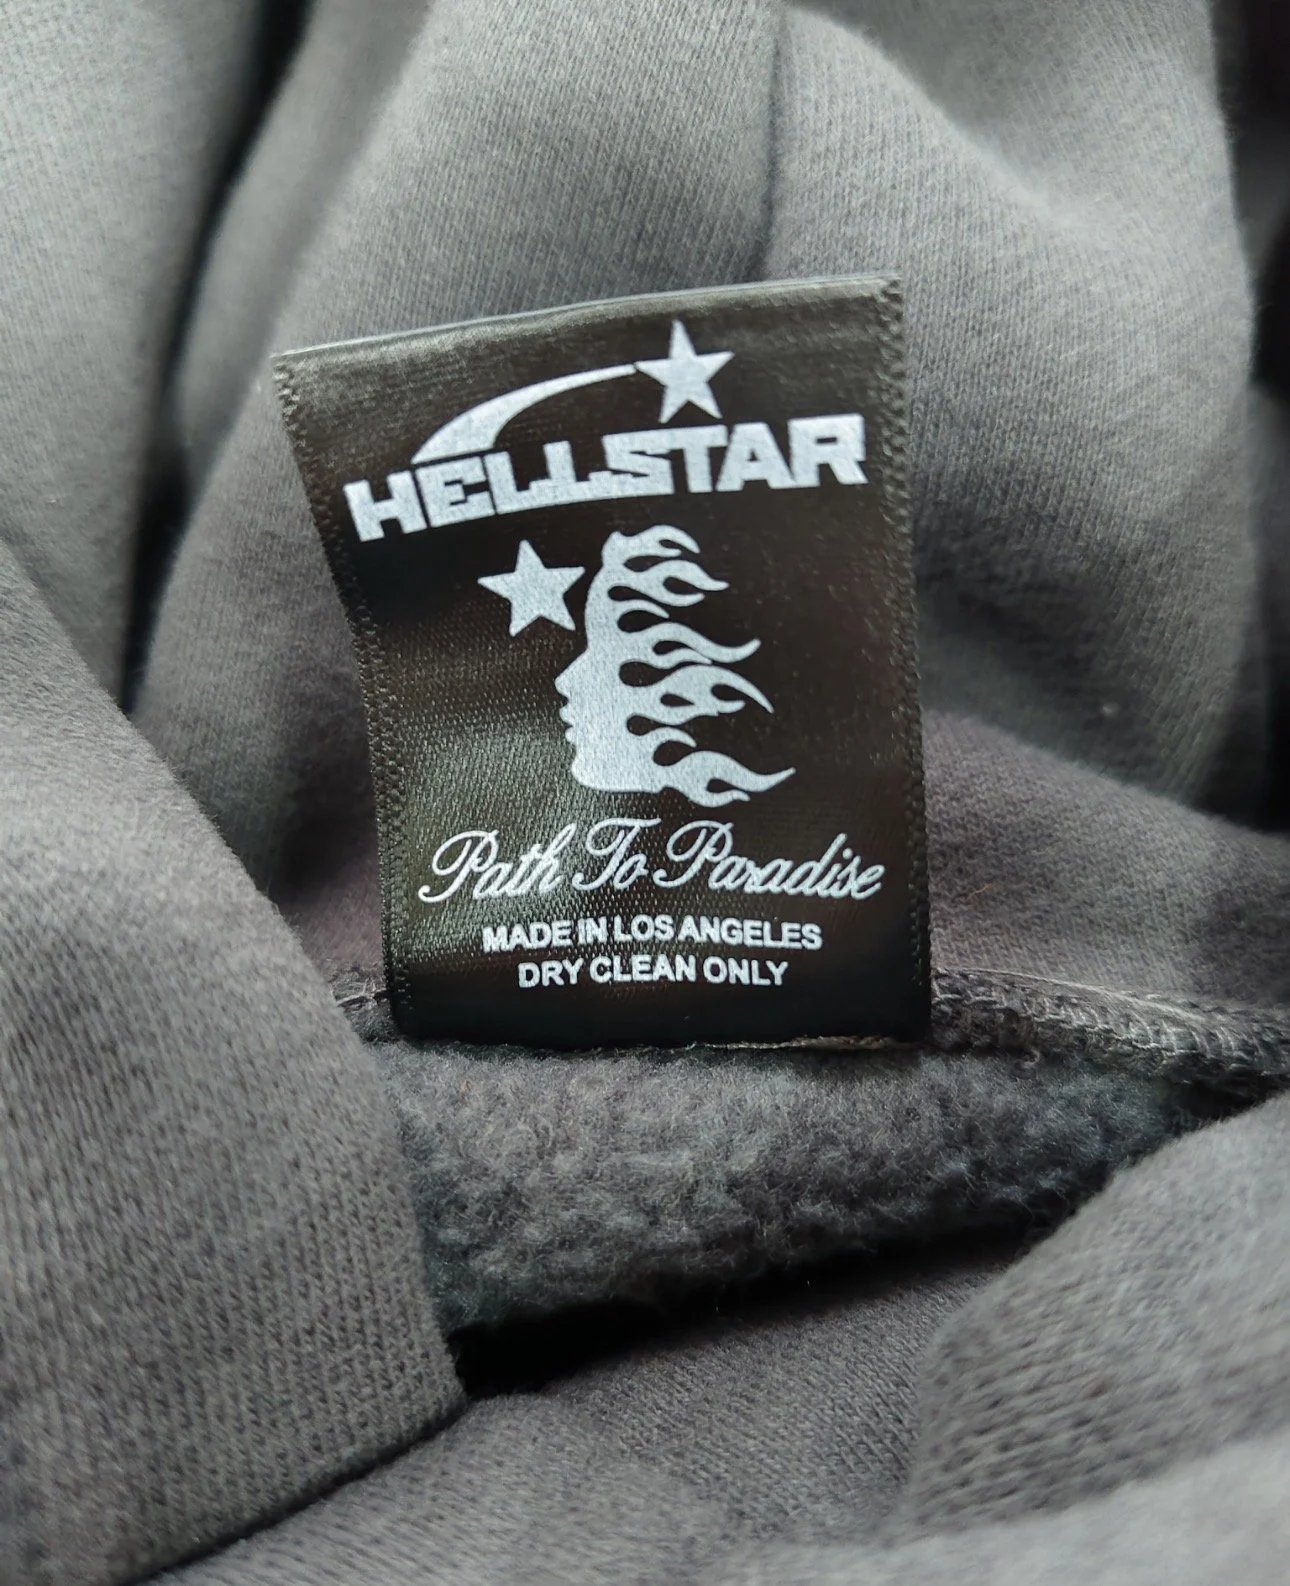 HELLSTAR
Path To Paradise
MADE IN LOS ANGELES
DRY CLEAN ONLY